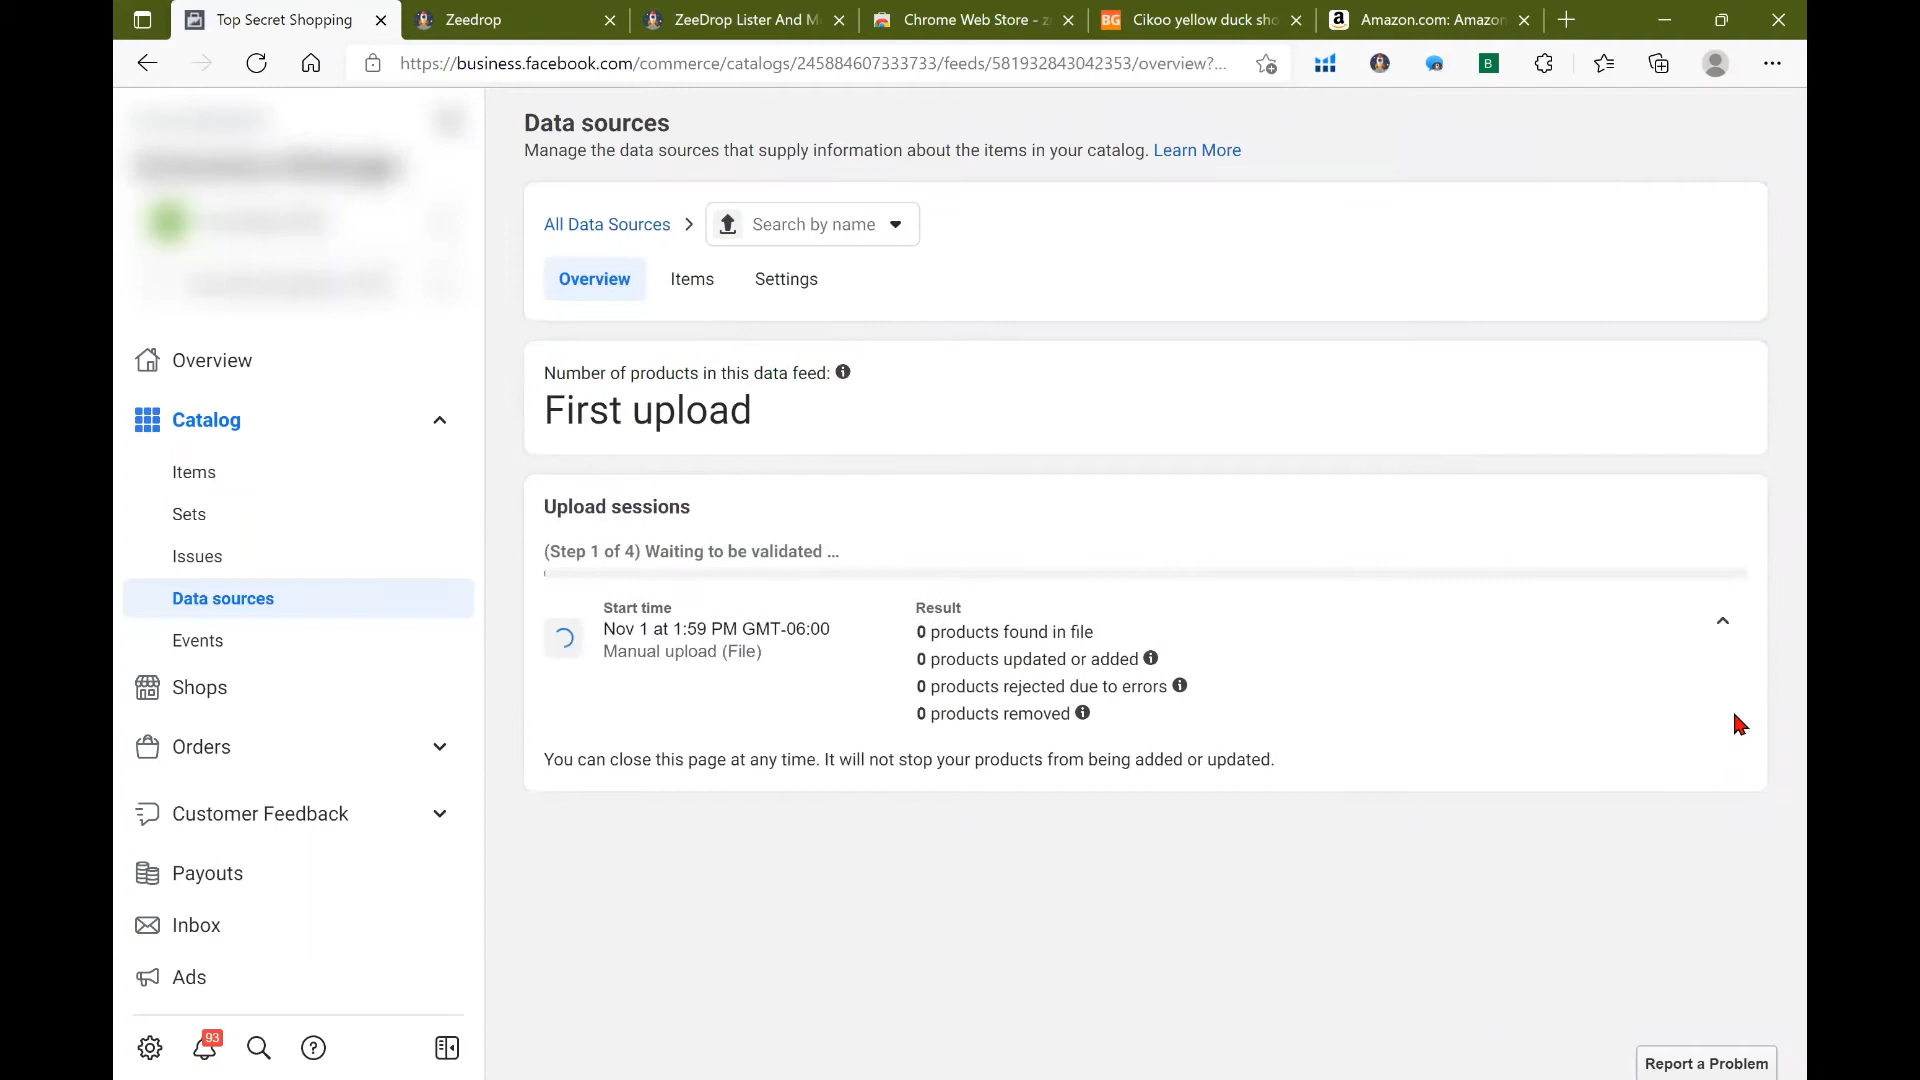 Top Secret Shopping
Zeedrop
ZeeDrop Lister And M
Chrome Web Store - z
BG Cikoo yellow duck sho
a Amazon.com: Amazon
https://business.facebook.com/commerce/catalogs/245884607333733/feeds/581932843042353/overview?...
B
Data sources
Manage the data sources that supply information about the items in your catalog. Learn More
All Data Sources
Search by name
Overview
Items
Settings
Number of products in this data feed:
First upload
Upload sessions
(Step 1 of 4) Waiting to be validated ...
Start time
Nov 1 at 1:59 PM GMT-06:00
Manual upload (File)
Result
0 products found in file
0 products updated or added
0 products rejected due to errors
0 products removed
You can close this page at any time. It will not stop your products from being added or updated.
Overview
Catalog
Items
Sets
Issues
Data sources
Events
Shops
Orders
Customer Feedback
Payouts
Inbox
Ads
93
Report a Problem